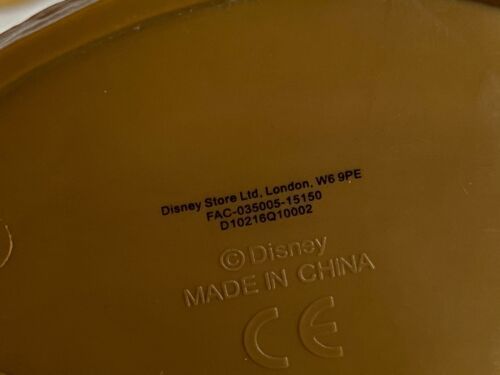 Disney Store Ltd, London, W6 9PE
FAC-035005-15150
D10216Q10002
©Disney
MADE IN CHINA
CE